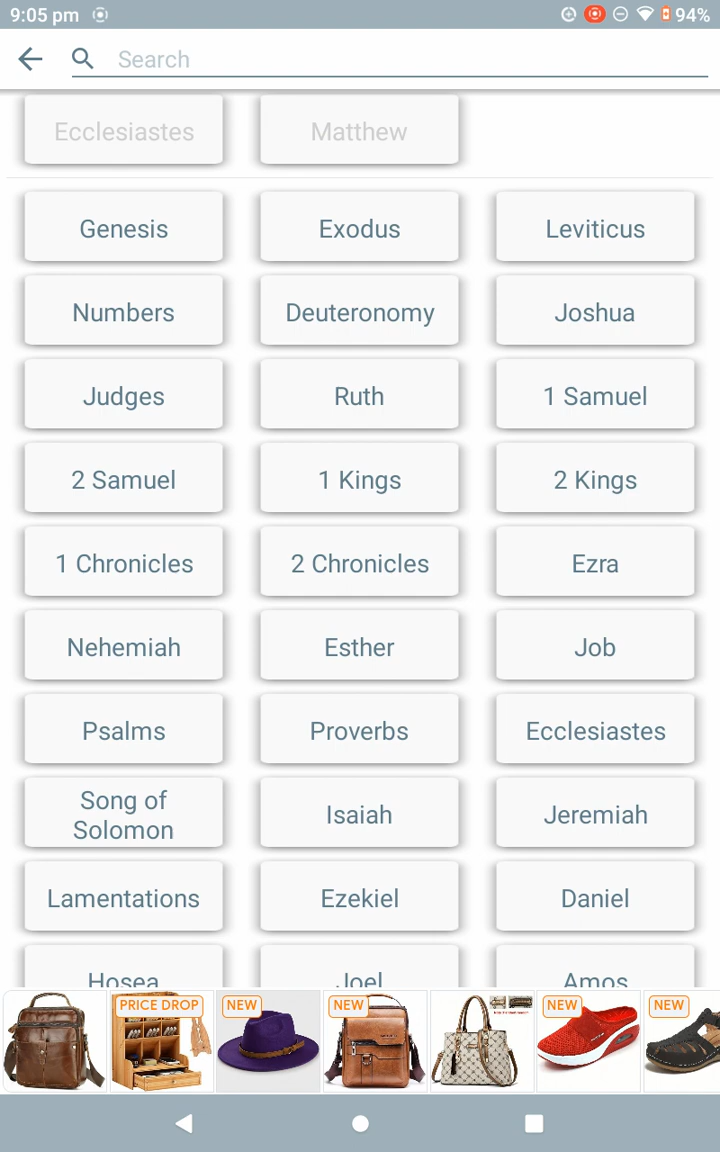 9:05 pm 94%
Search
Ecclesiastes Matthew
Genesis Exodus Leviticus
Numbers Deuteronomy Joshua
Judges Ruth 1 Samuel
2 Samuel 1 Kings 2 Kings
1 Chronicles 2 Chronicles Ezra
Nehemiah Esther Job
Psalms Proverbs Ecclesiastes
Song of
Solomon Isaiah Jeremiah
Lamentations Ezekiel Daniel
Hosea Joel Amos
PRICE DROP NEW NEW NEW NEW